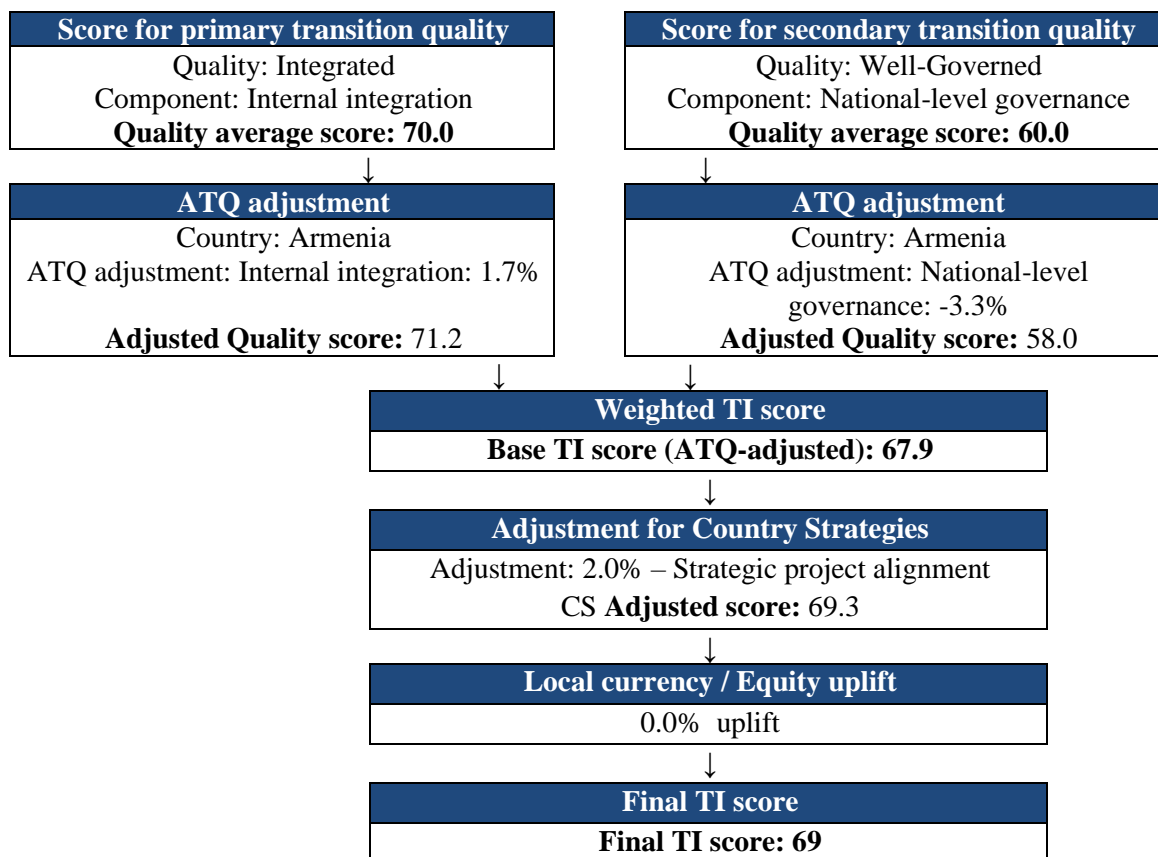 Score for primary transition quality
Quality: Integrated
Component: Internal integration
Quality average score: 70.0
Score for secondary transition quality
Quality: Well-Governed
Component: National-level governance
Quality average score: 60.0
↓
↓
ATQ adjustment
Country: Armenia
ATQ adjustment: Internal integration: 1.7%
Adjusted Quality score: 71.2
ATQ adjustment
Country: Armenia
ATQ adjustment: National-level
governance: -3.3%
Adjusted Quality score: 58.0
↓
↓
Weighted TI score
Base TI score (ATQ-adjusted): 67.9
↓
Adjustment for Country Strategies
Adjustment: 2.0% – Strategic project alignment
CS Adjusted score: 69.3
↓
Local currency / Equity uplift
0.0% uplift
↓
Final TI score
Final TI score: 69